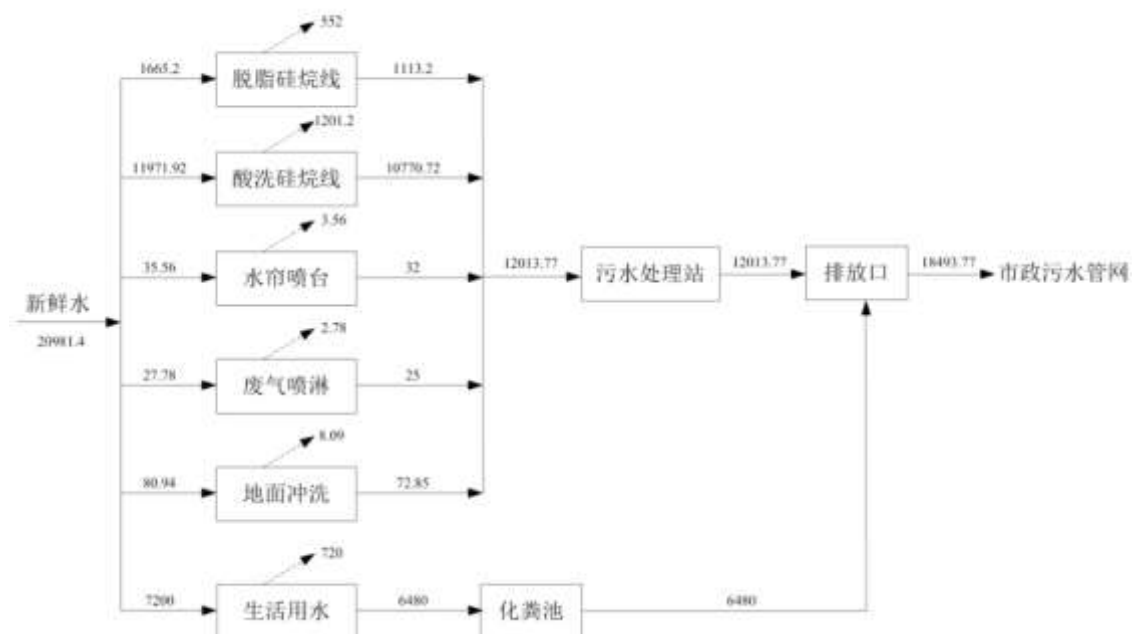 552
1665.2
脱脂硅烷线
1113.2
1201.2
11971.92
酸洗硅烷线
10770.72
3.56
35.56
水帘喷台
32
12013.77
污水处理站
12013.77
排放口
18493.77
市政污水管网
新鲜水
20981.4
2.78
27.78
废气喷淋
25
8.09
80.94
地面冲洗
72.85
720
7200
生活用水
6480
化粪池
6480